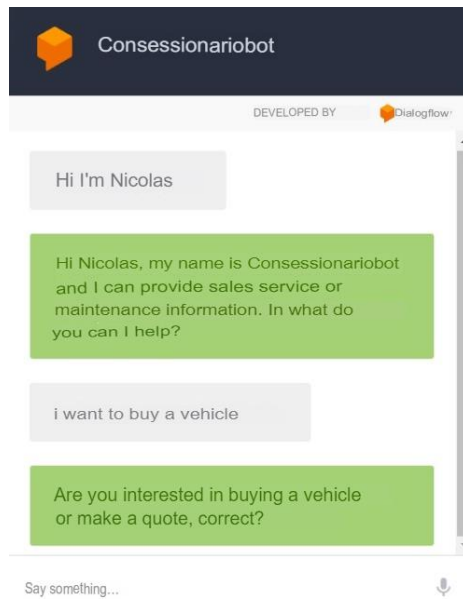 Consessionariobot
DEVELOPED BY Dialogflow
Hi I'm Nicolas
Hi Nicolas, my name is Consessionariobot
and I can provide sales service or
maintenance information. In what do
you can I help?
i want to buy a vehicle
Are you interested in buying a vehicle
or make a quote, correct?
Say something...